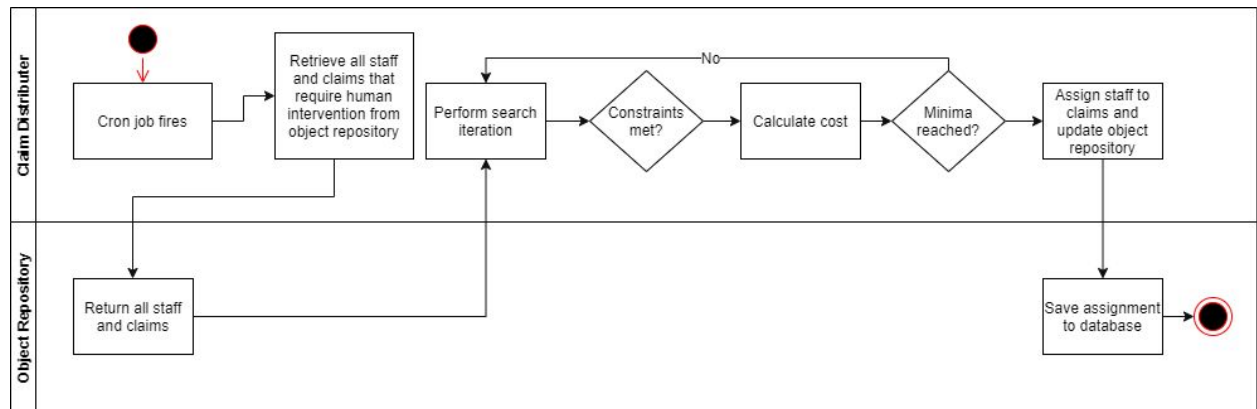 Claim Distributer
Cron job fires
Retrieve all staff
and claims that
require human
intervention from
object repository
Perform search
iteration
Constraints
met?
Calculate cost
No
Minima
reached?
Assign staff to
claims and
update object
repository
Object Repository
Return all staff
and claims
Save assignment
to database